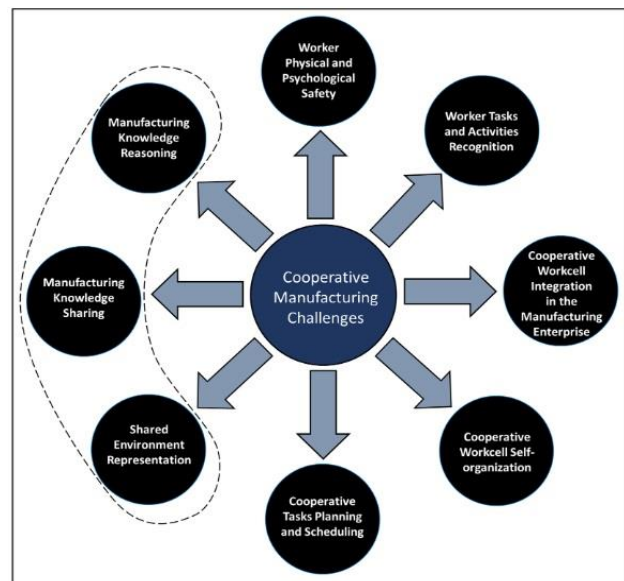 Worker
Physical and
Psychological
Safety
Manufacturing
Knowledge
Reasoning
Worker Tasks
and Activities
Recognition
Manufacturing
Knowledge
Sharing
Cooperative
Manufacturing
Challenges
Cooperative
Workcell
Integration
in the
Manufacturing
Enterprise
Shared
Environment
Representation
Cooperative
Workcell Self-
organization
Cooperative
Tasks Planning
and Scheduling